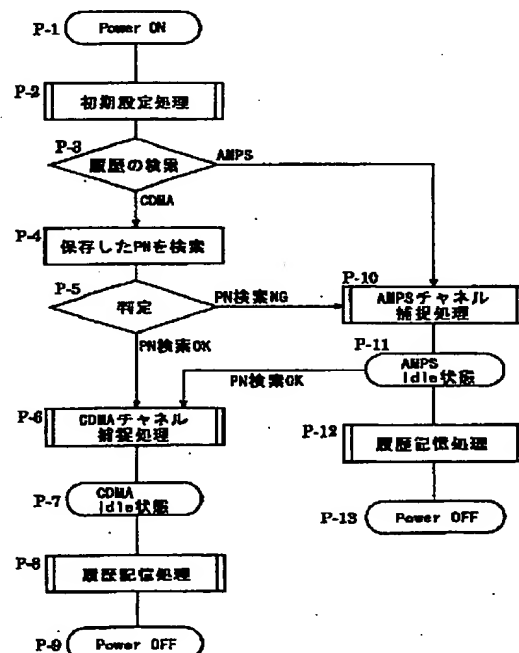 P-1 Power ON
P-2 初期設定処理
P-3 履歴の検索
AMPS
CDMA
P-4 保存したPNを検索
P-5 判定
PN検索NG
PN検索OK
P-10
AMPSチャネル
捕捉処理
P-11
AMPS
Idle状態
PN検索OK
P-6
CDMAチャネル
捕捉処理
P-12
履歴記憶処理
P-7
CDMA
Idle状態
P-13 Power OFF
P-8 履歴記憶処理
P-9 Power OFF